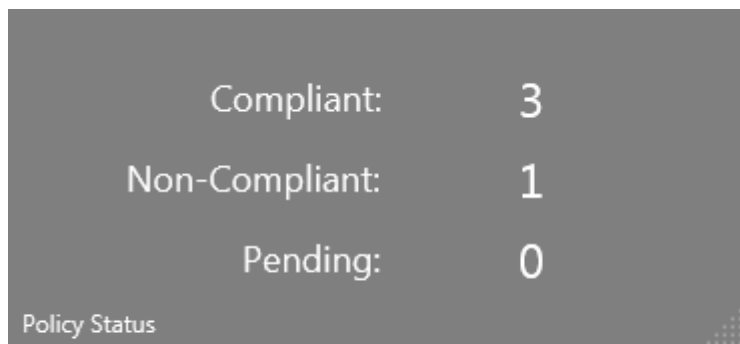 Compliant: 3
Non-Compliant: 1
Pending: 0
Policy Status